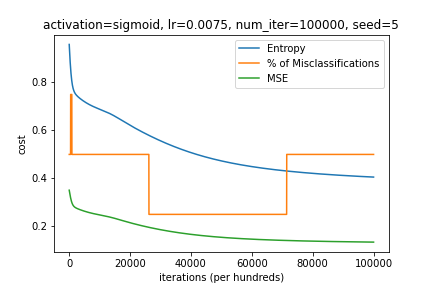 activation=sigmoid, lr=0.0075, num_iter=100000, seed=5
Entropy
% of Misclassifications
MSE
cost
0.8
0.6
0.4
0.2
0 20000 40000 60000 80000 100000
iterations (per hundreds)